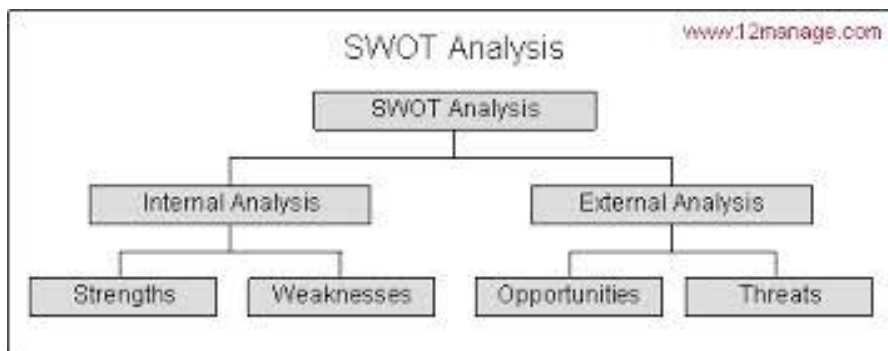 www.12manage.com
SWOT Analysis
SWOT Analysis
Internal Analysis
External Analysis
Strengths
Weaknesses
Opportunities
Threats